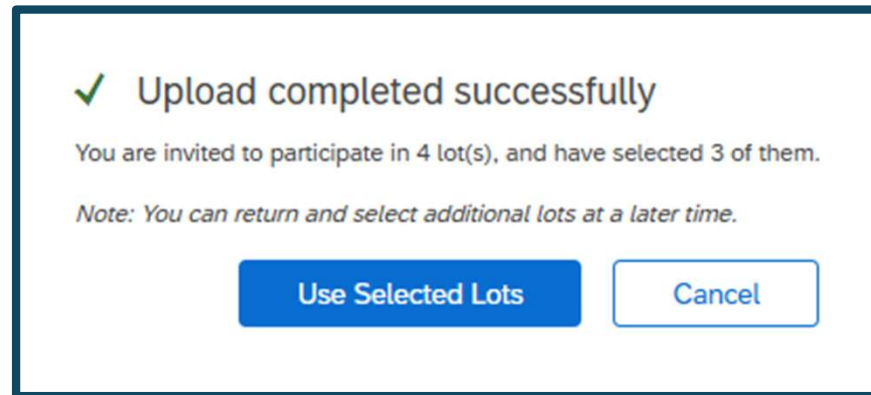 Upload completed successfully
You are invited to participate in 4 lot(s), and have selected 3 of them.
Note: You can return and select additional lots at a later time.
Use Selected Lots
Cancel